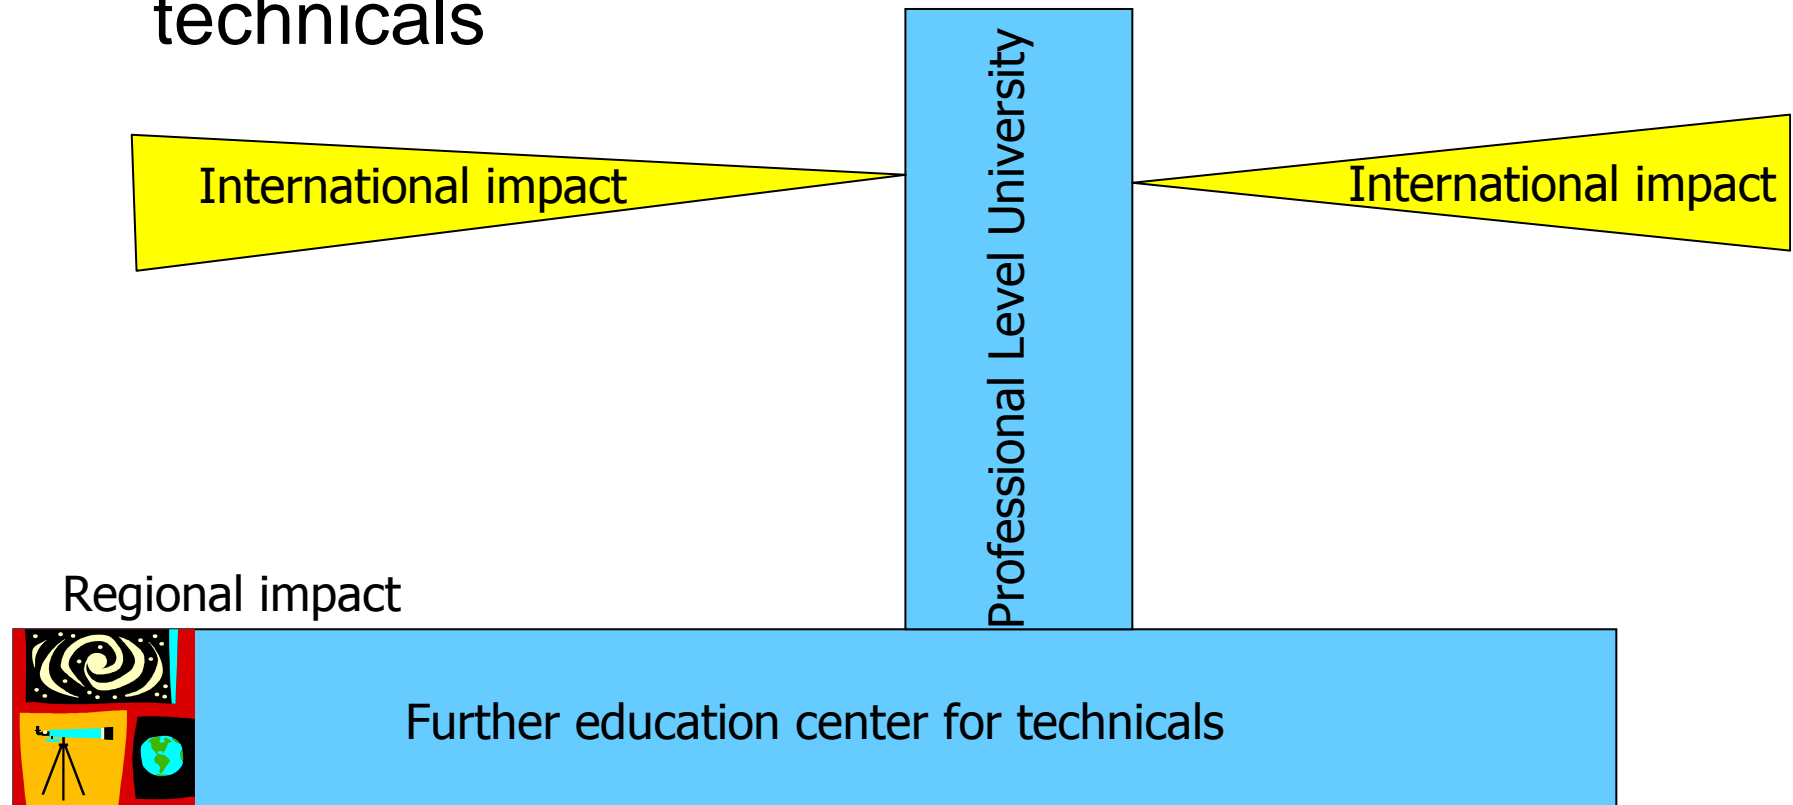 technicals
International impact
Professional Level University
International impact
Regional impact
Further education center for technicals